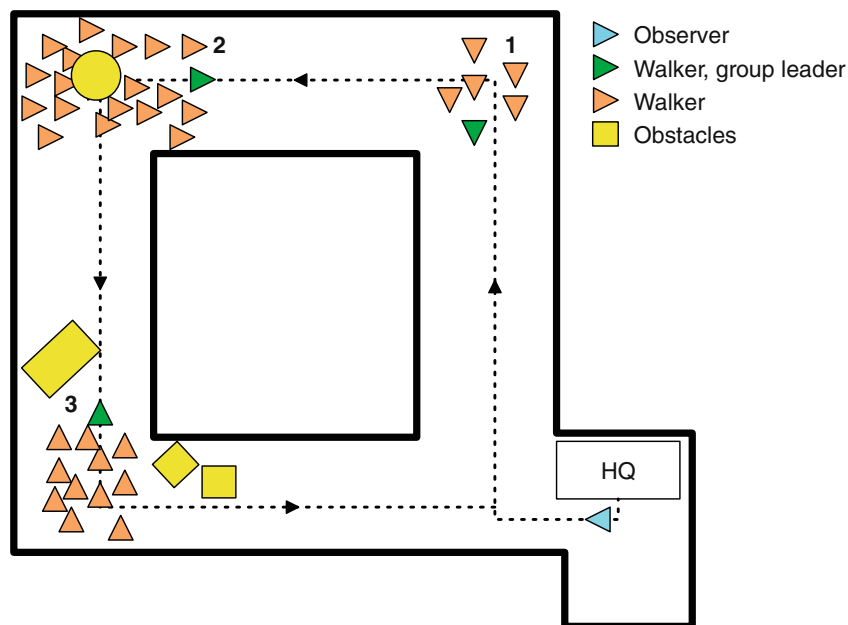 2
1
Observer
Walker, group leader
Walker
Obstacles
3
HQ